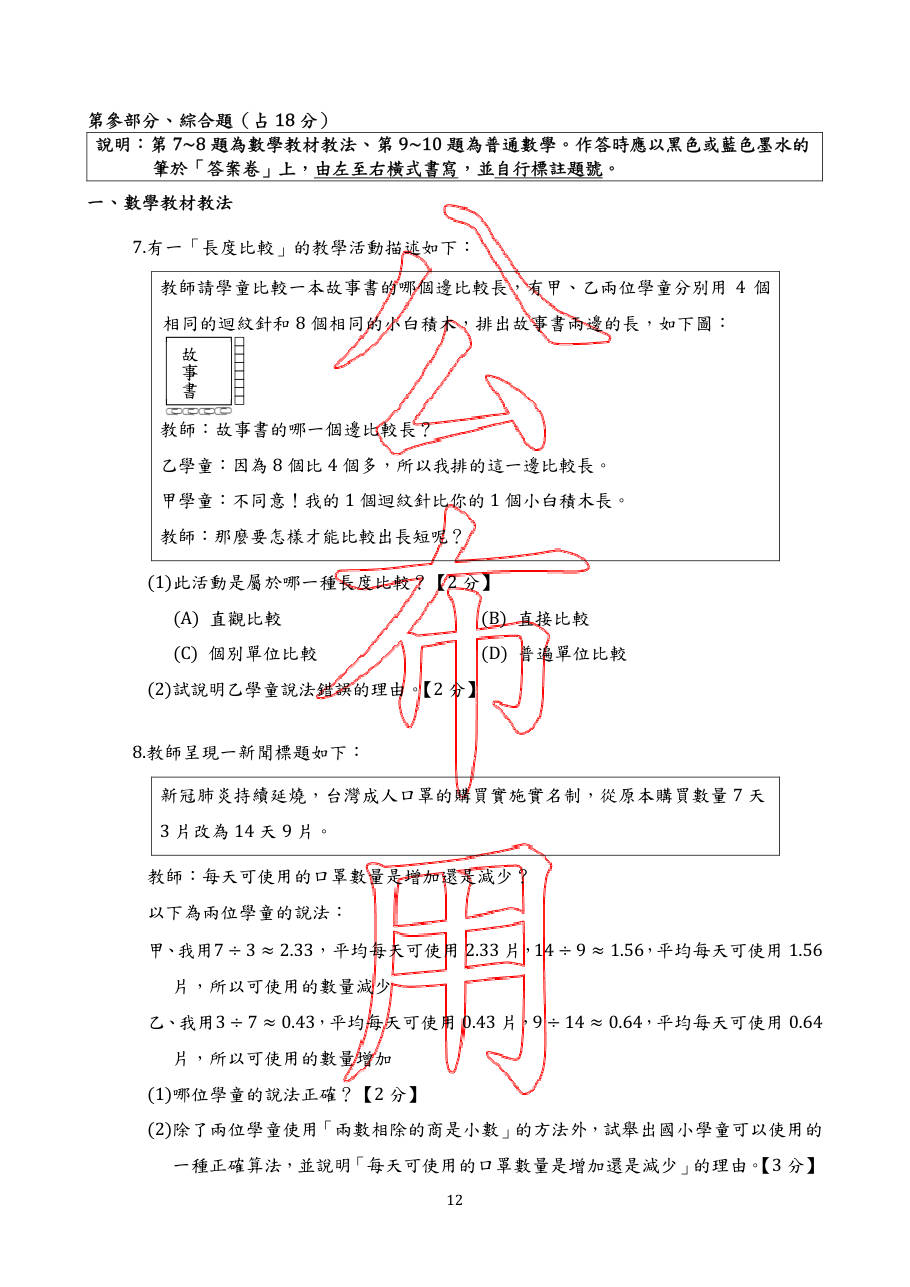 第參部分、綜合題（占 18 分）
說明：第 7~8 題為數學教材教法、第 9~10 題為普通數學。作答時應以黑色或藍色墨水的
筆於「答案卷」上，由左至右橫式書寫，並自行標註題號。
一、數學教材教法
7.有一「長度比較」的教學活動描述如下：
教師請學童比較一本故事書的哪個邊比較長，有甲、乙兩位學童分別用 4 個
相同的迴紋針和 8 個相同的小白積木，排出故事書兩邊的長，如下圖：
故
事
書
教師：故事書的哪一個邊比較長？
乙學童：因為 8 個比 4 個多，所以我排的這一邊比較長。
甲學童：不同意！我的 1 個迴紋針比你的 1 個小白積木長。
教師：那麼要怎樣才能比較出長短呢？
(1)此活動是屬於哪一種長度比較？【2 分】
(A) 直觀比較 (B) 直接比較
(C) 個別單位比較 (D) 普遍單位比較
(2)試說明乙學童說法錯誤的理由。【2 分】
8.教師呈現一新聞標題如下：
新冠肺炎持續延燒，台灣成人口罩的購買實施實名制，從原本購買數量 7 天
3 片改為 14 天 9 片。
教師：每天可使用的口罩數量是增加還是減少？
以下為兩位學童的說法：
甲、我用7 ÷ 3 ≈ 2.33，平均每天可使用 2.33 片，14 ÷ 9 ≈ 1.56，平均每天可使用 1.56
片，所以可使用的數量減少
乙、我用3 ÷ 7 ≈ 0.43，平均每天可使用 0.43 片，9 ÷ 14 ≈ 0.64，平均每天可使用 0.64
片，所以可使用的數量增加
(1)哪位學童的說法正確？【2 分】
(2)除了兩位學童使用「兩數相除的商是小數」的方法外，試舉出國小學童可以使用的
一種正確算法，並說明「每天可使用的口罩數量是增加還是減少」的理由。【3 分】
12
公
布
用